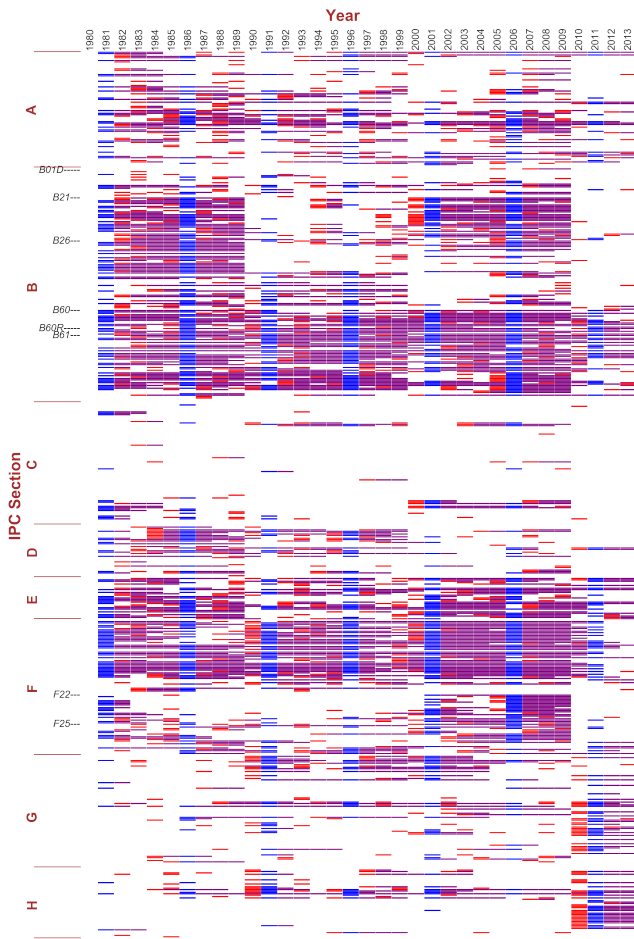 Year
1980 1981 1982 1983 1984 1985 1986 1987 1988 1989 1990 1991 1992 1993 1994 1995 1996 1997 1998 1999 2000 2001 2002 2003 2004 2005 2006 2007 2008 2009 2010 2011 2012 2013
A
B01D-----
B21---
B26---
B
B60---
B60R-----
B61---
C
IPC Section
D
E
F22---
F
F25---
G
H